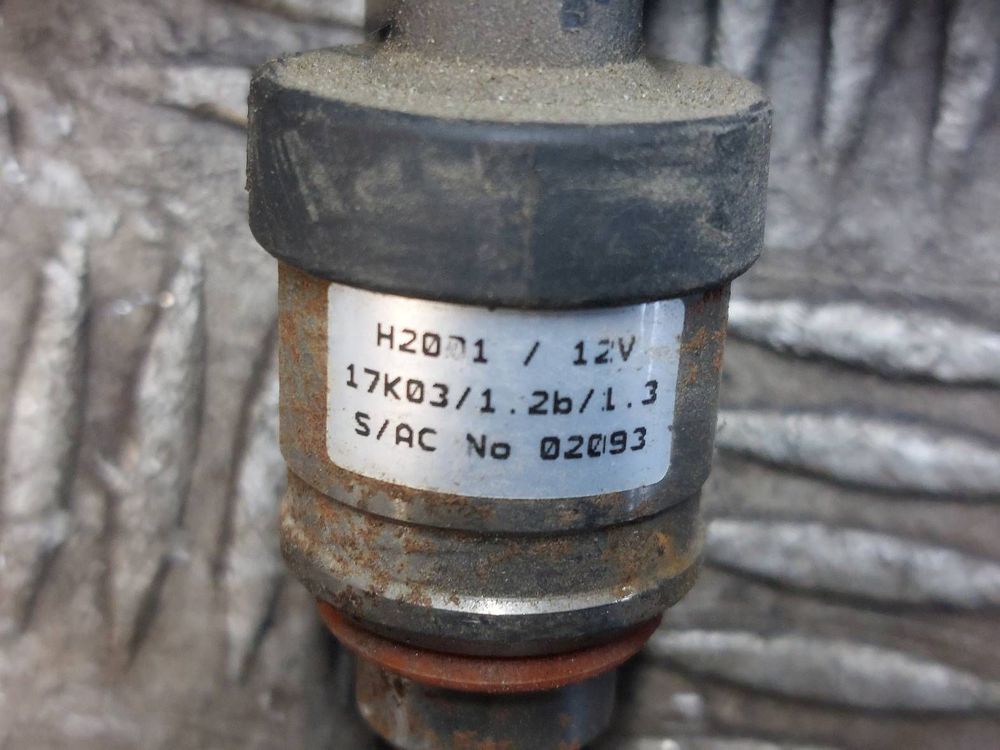 H2001 / 12V
17K03/1.2b/1.3
S/AC No 02093